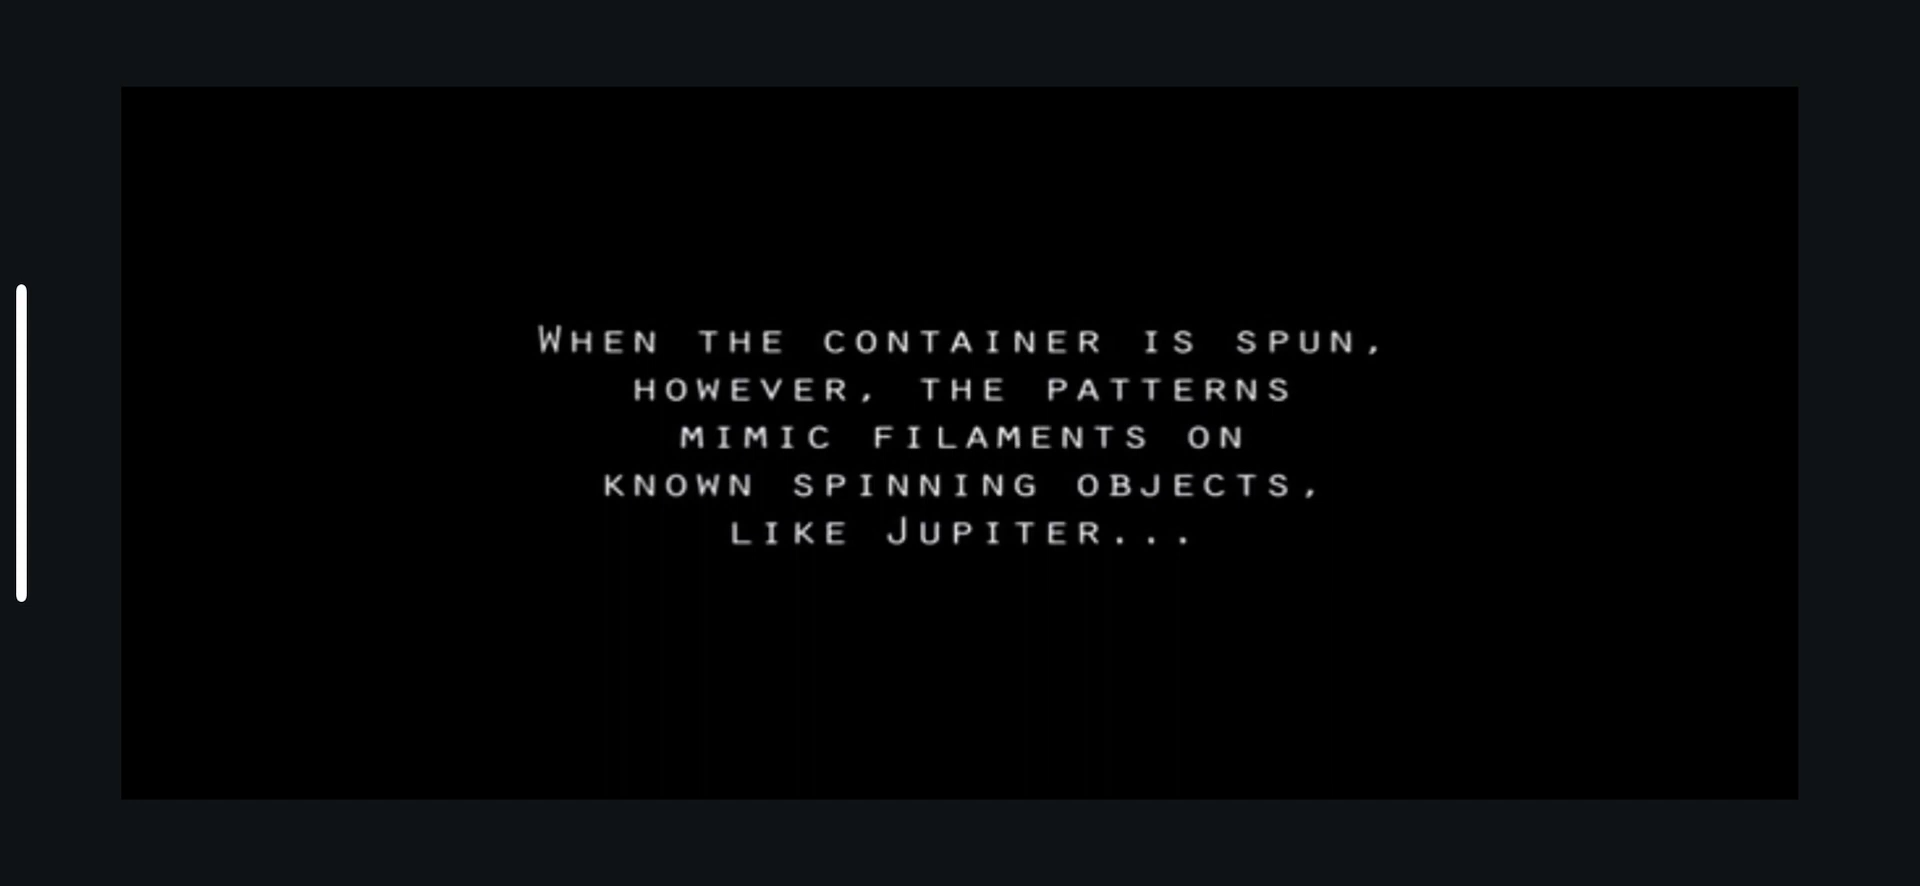 When the container is spun,
however, the patterns
mimic filaments on
known spinning objects,
like Jupiter...